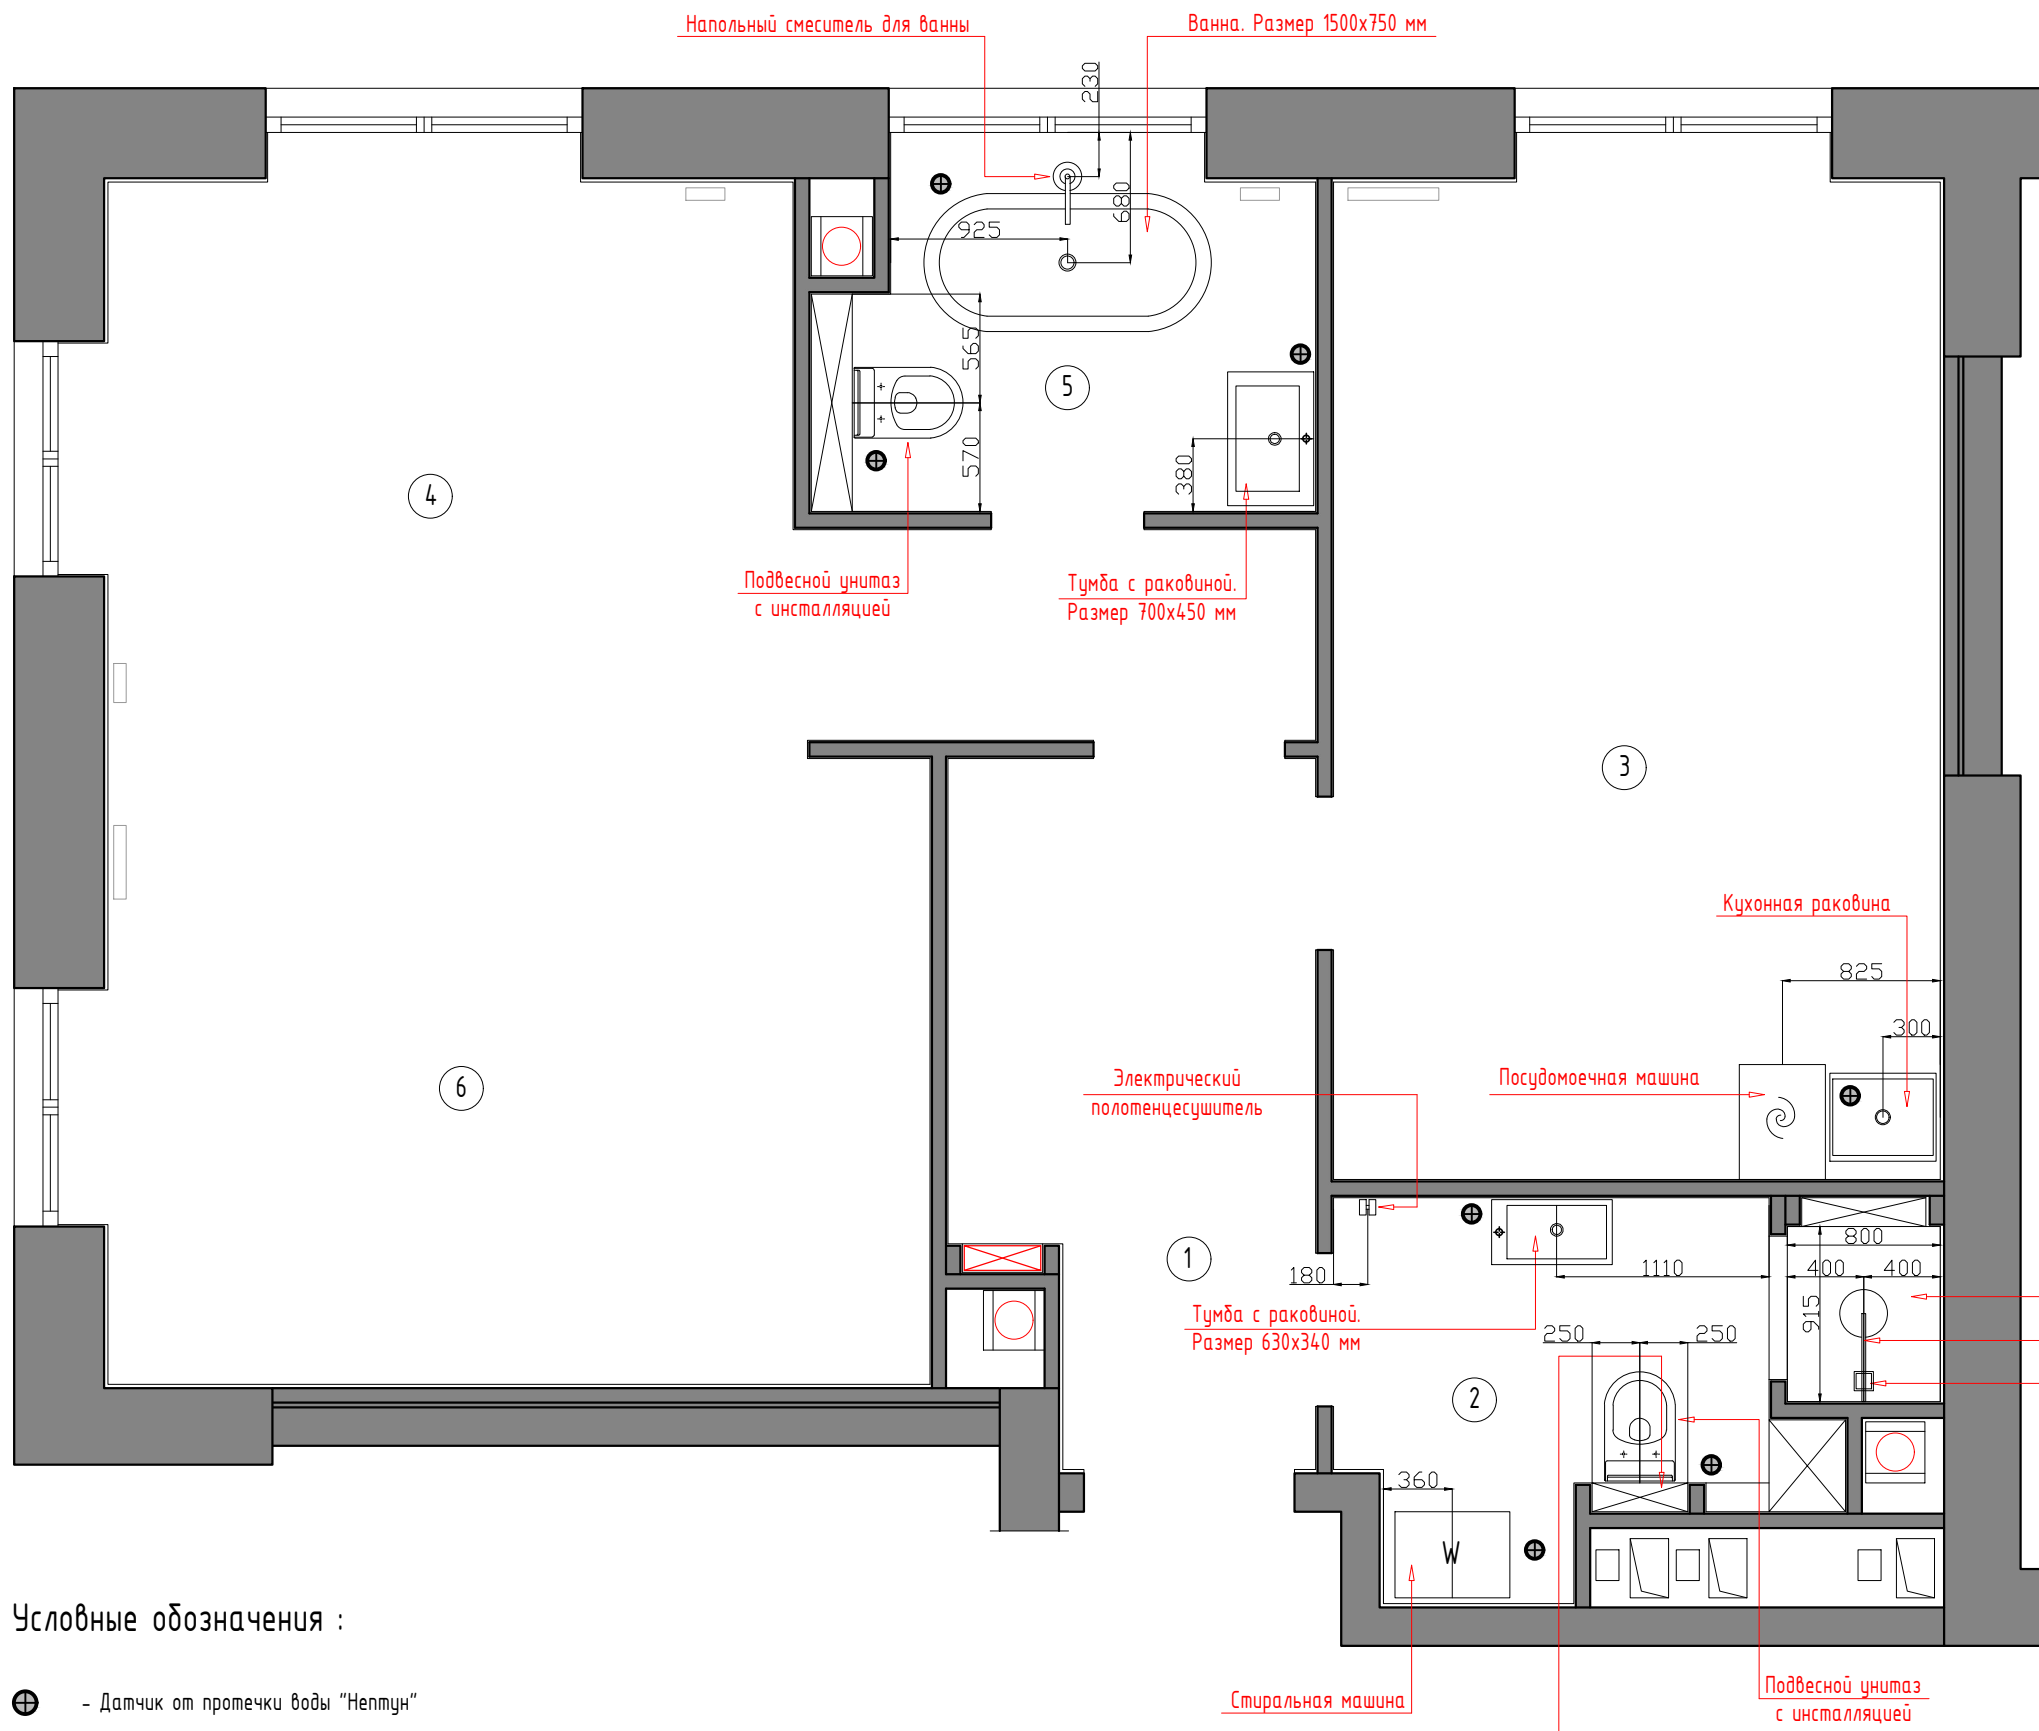 Напольный смеситель для ванны
Ванна. Размер 1500х750 мм
230
680
925
565
5
570
380
4
Подвесной унитаз
с инсталляцией
Тумба с раковиной.
Размер 700х450 мм
3
Кухонная раковина
825
300
6
Электрический
полотенцесушитель
Посудомоечная машина
1
180
1110
800
400
400
915
Тумба с раковиной.
Размер 630х340 мм
250
250
2
360
W
Условные обозначения :
- Датчик от протечки воды "Нептун"
Стиральная машина
Подвесной унитаз
с инсталляцией